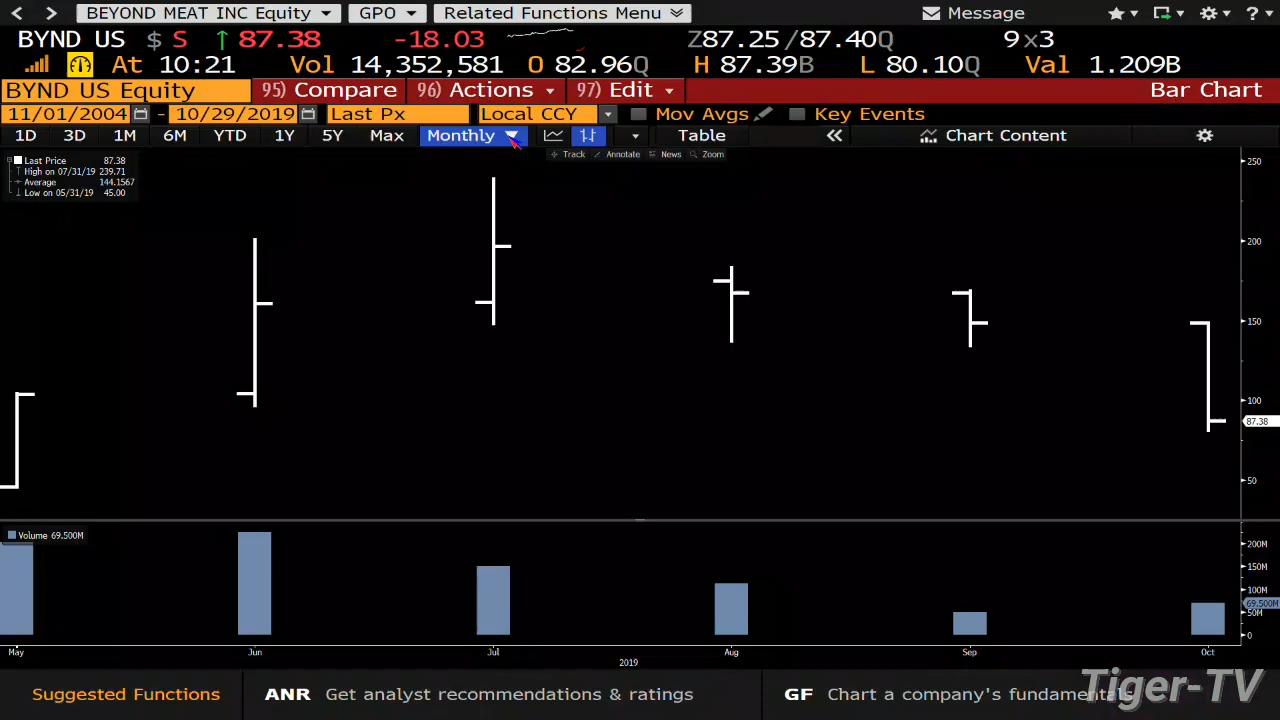 BEYOND MEAT INC Equity GPO Related Functions Menu Message
BYND US $ S ↑ 87.38 -18.03 Z87.25/87.40Q 9x3
At 10:21 Vol 14,352,581 O 82.96Q H 87.39B L 80.10Q Val 1.209B
BYND US Equity 95) Compare 96) Actions 97) Edit Bar Chart
11/01/2004 - 10/29/2019 Last Px Local CCY Mov Avgs Key Events
1D 3D 1M 6M YTD 1Y 5Y Max Monthly Table « Chart Content
Track Annotate News Zoom
Last Price 87.38
High on 07/31/19 239.71
Average 144.1567
Low on 05/31/19 45.00
250
200
150
100
87.38
50
Volume 69.500M
200M
150M
100M
69.500M
50M
0
May Jun Jul Aug Sep Oct
2019
Suggested Functions ANR Get analyst recommendations & ratings GF Chart a company's fundamentals
Tiger-TV